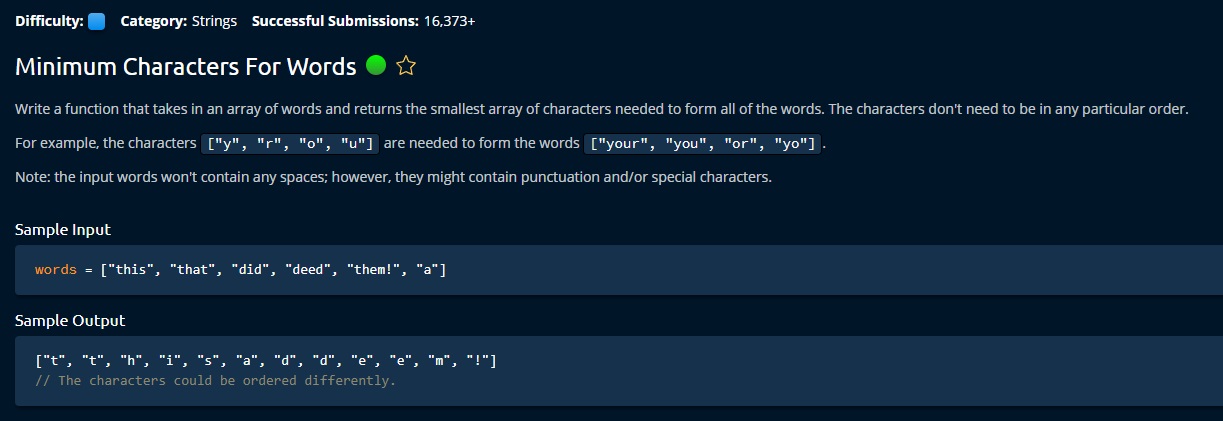 Difficulty: Category: Strings Successful Submissions: 16,373+
Minimum Characters For Words
Write a function that takes in an array of words and returns the smallest array of characters needed to form all of the words. The characters don't need to be in any particular order.
For example, the characters ["y", "r", "o", "u"] are needed to form the words ["your", "you", "or", "yo"].
Note: the input words won't contain any spaces; however, they might contain punctuation and/or special characters.
Sample Input
words = ["this", "that", "did", "deed", "them!", "a"]
Sample Output
["t", "t", "h", "i", "s", "a", "d", "d", "e", "e", "m", "!"]
// The characters could be ordered differently.